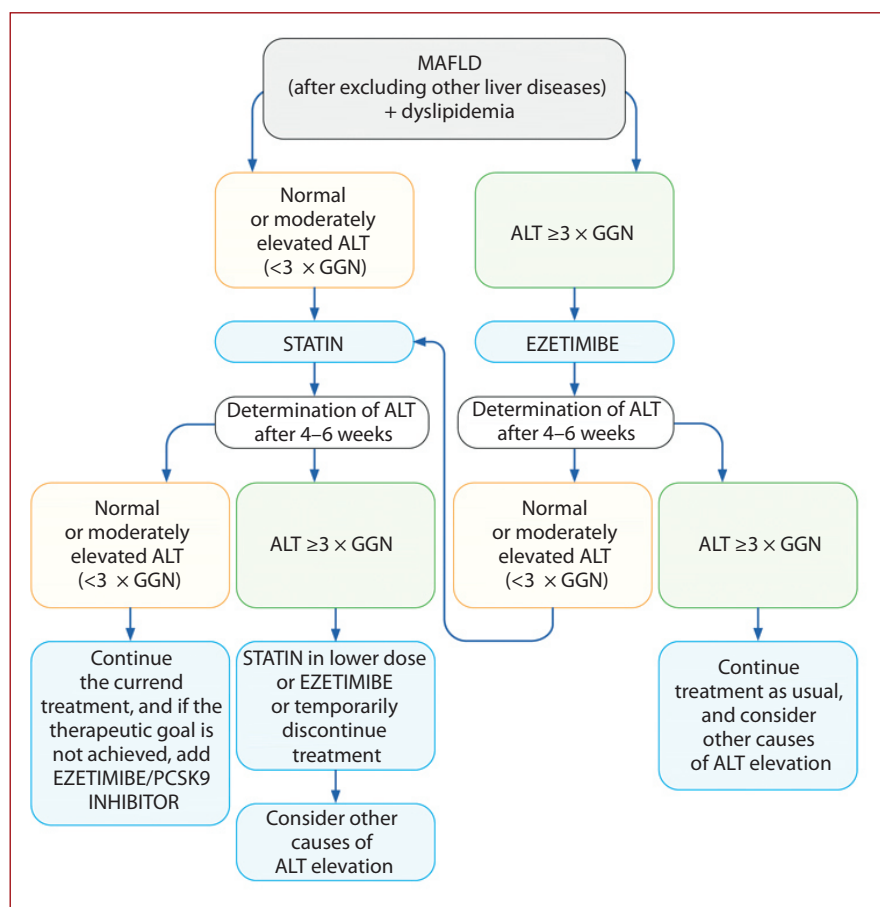 MAFLD
(after excluding other liver diseases)
+ dyslipidemia
Normal
or moderately
elevated ALT
(<3 × GGN)
ALT ≥3 × GGN
STATIN
EZETIMIBE
Determination of ALT
after 4–6 weeks
Determination of ALT
after 4–6 weeks
Normal
or moderately
elevated ALT
(<3 × GGN)
ALT ≥3 × GGN
Normal
or moderately
elevated ALT
(<3 × GGN)
ALT ≥3 × GGN
Continue
the currend
treatment, and if the
therapeutic goal is
not achieved, add
EZETIMIBE/PCSK9
INHIBITOR
STATIN in lower dose
or EZETIMIBE
or temporarily
discontinue
treatment
Continue
treatment as usual,
and consider
other causes
of ALT elevation
Consider other
causes of
ALT elevation